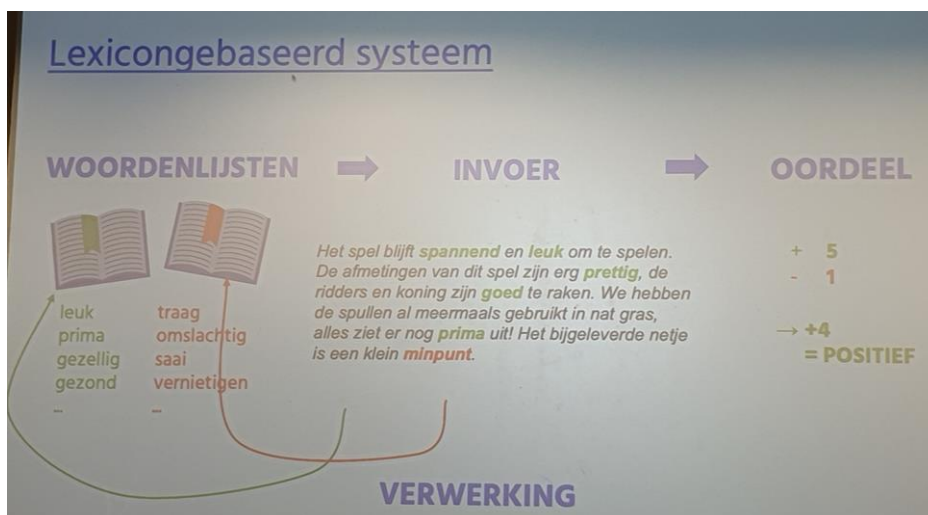 Lexicongebaseerd systeem
WOORDENLIJSTEN
INVOER
OORDEEL
leuk
prima
gezellig
gezond
...
traag
omslachtig
saai
vernietigen
...
Het spel blijft spannend en leuk om te spelen.
De afmetingen van dit spel zijn erg prettig, de
ridders en koning zijn goed te raken. We hebben
de spullen al meermaals gebruikt in nat gras,
alles ziet er nog prima uit! Het bijgeleverde netje
is een klein minpunt.
+ 5
- 1
→ +4
= POSITIEF
VERWERKING